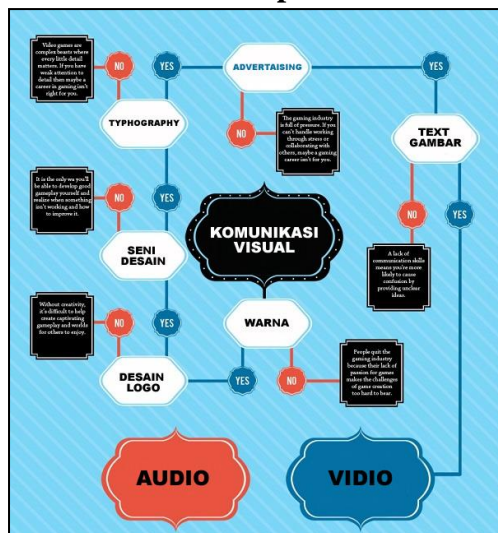 Video games are
complex beasts where
every little detail
matters. If you have
weak attention to
detail then maybe a
career in gaming isn't
right for you.
NO
YES
ADVERTAISING
YES
TYPHOGRAPHY
NO
The gaming industry
is full of pressure. If you
can't handle working
through stress or
collaborating with
others, maybe a gaming
career isn't for you.
TEXT
GAMBAR
It is the only wa you'll
be able to develop good
gameplay yourself and
realize when something
isn't working and how
to improve it.
NO
YES
SENI
DESAIN
KOMUNIKASI
VISUAL
NO
YES
A lack of
communication skills
means you're more
likely to cause
confusion by
providing unclear
ideas.
Without creativity,
it's difficult to help
create captivating
gameplay and worlds
for others to enjoy.
NO
YES
WARNA
DESAIN
LOGO
YES
NO
People quit the
gaming industry
because their lack of
passion for games
makes the challenges
of game creation
too hard to bear.
AUDIO
VIDIO